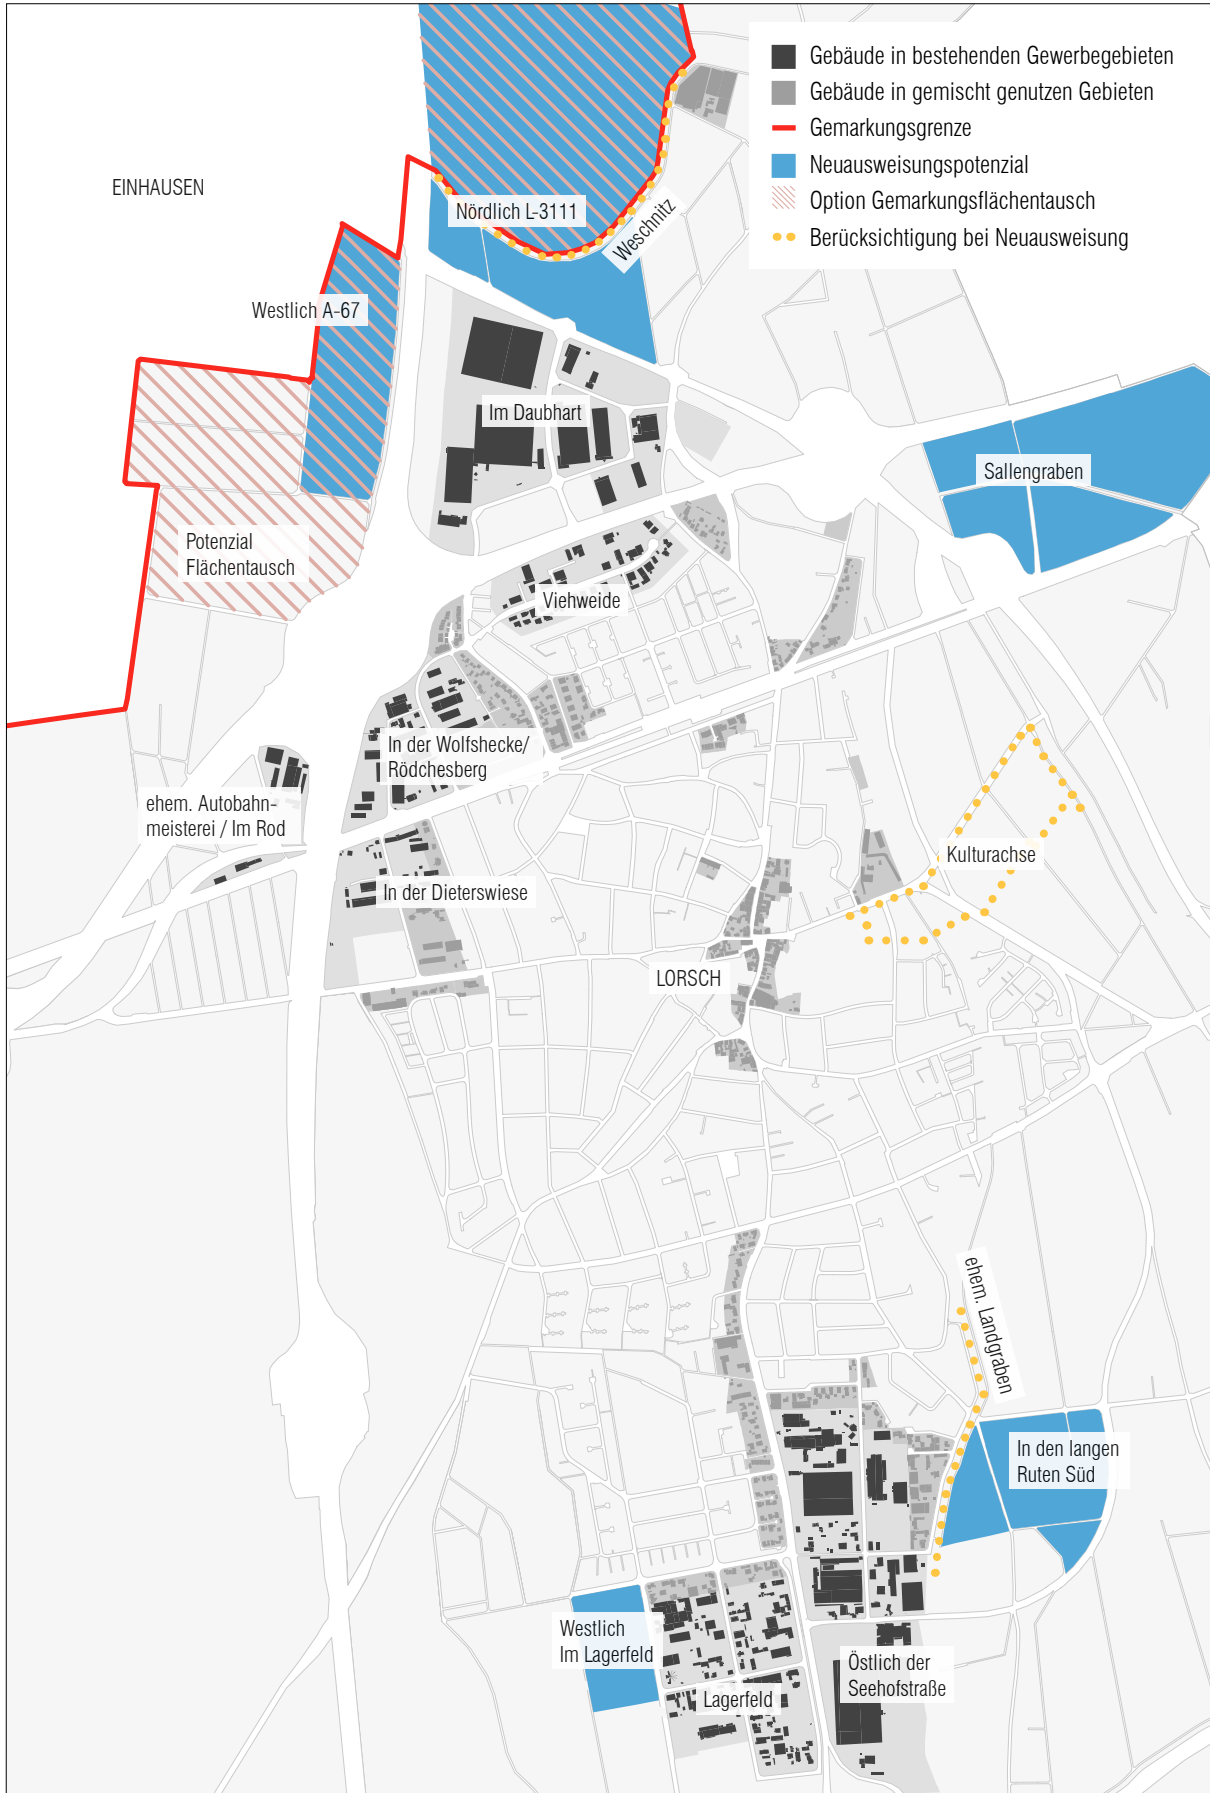 Gebäude in bestehenden Gewerbegebieten
Gebäude in gemischt genutzen Gebieten
Gemarkungsgrenze
Neuausweisungspotenzial
Option Gemarkungsflächentausch
Berücksichtigung bei Neuausweisung
EINHAUSEN
Nördlich L-3111
Weschnitz
Westlich A-67
Im Daubhart
Sallengraben
Potenzial
Flächentausch
Viehweide
In der Wolfshecke/
Rödchesberg
ehem. Autobahn-
meisterei / Im Rod
Kulturachse
In der Dieterswiese
LORSCH
ehem. Landgraben
In den langen
Ruten Süd
Westlich
Im Lagerfeld
Östlich der
Seehofstraße
Lagerfeld